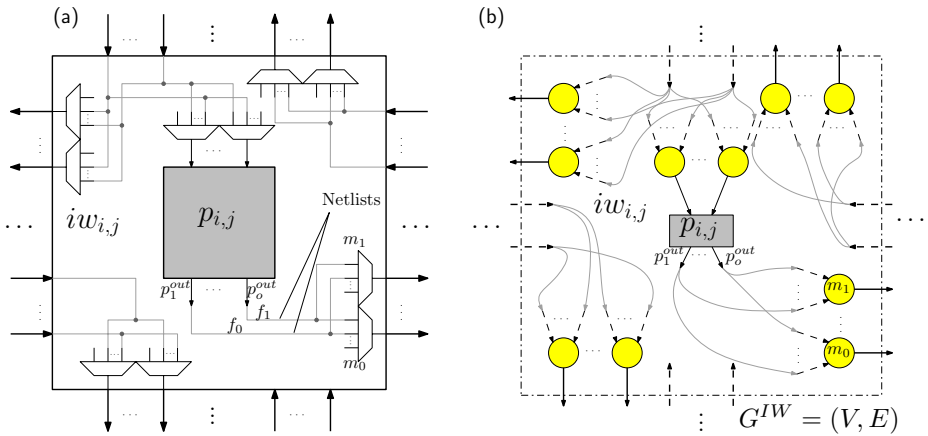 (a)
iw_{i,j}
p_{i,j}
Netlists
m_1
p_1^{out}
p_o^{out}
f_1
f_0
m_0
(b)
iw_{i,j}
p_{i,j}
p_1^{out}
p_o^{out}
m_1
m_0
G^{IW} = (V, E)